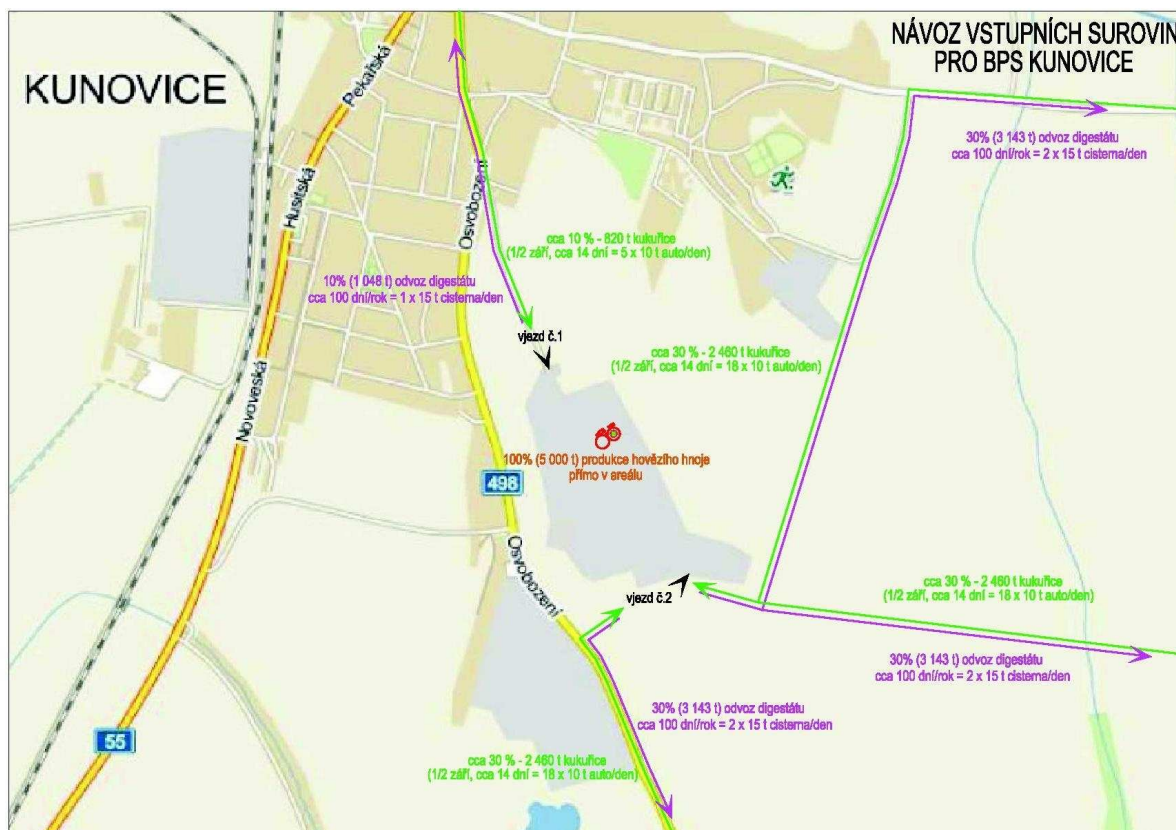 NÁVOZ VSTUPNÍCH SUROVIN
PRO BPS KUNOVICE
KUNOVICE
Pekařská
Husitská
Osvobození
30% (3 143 t) odvoz digestátu
cca 100 dní/rok = 2 x 15 t cisterna/den
cca 10 % - 820 t kukuřice
(1/2 září, cca 14 dní = 5 x 10 t auto/den)
10% (1 048 t) odvoz digestátu
cca 100 dní/rok = 1 x 15 t cisterna/den
vjezd č.1
cca 30 % - 2 460 t kukuřice
(1/2 září, cca 14 dní = 18 x 10 t auto/den)
Novoveská
100% (5 000 t) produkce hovězího hnoje
přímo v areálu
498
Osvobození
vjezd č.2
cca 30 % - 2 460 t kukuřice
(1/2 září, cca 14 dní = 18 x 10 t auto/den)
30% (3 143 t) odvoz digestátu
cca 100 dní/rok = 2 x 15 t cisterna/den
30% (3 143 t) odvoz digestátu
cca 100 dní/rok = 2 x 15 t cisterna/den
55
cca 30 % - 2 460 t kukuřice
(1/2 září, cca 14 dní = 18 x 10 t auto/den)